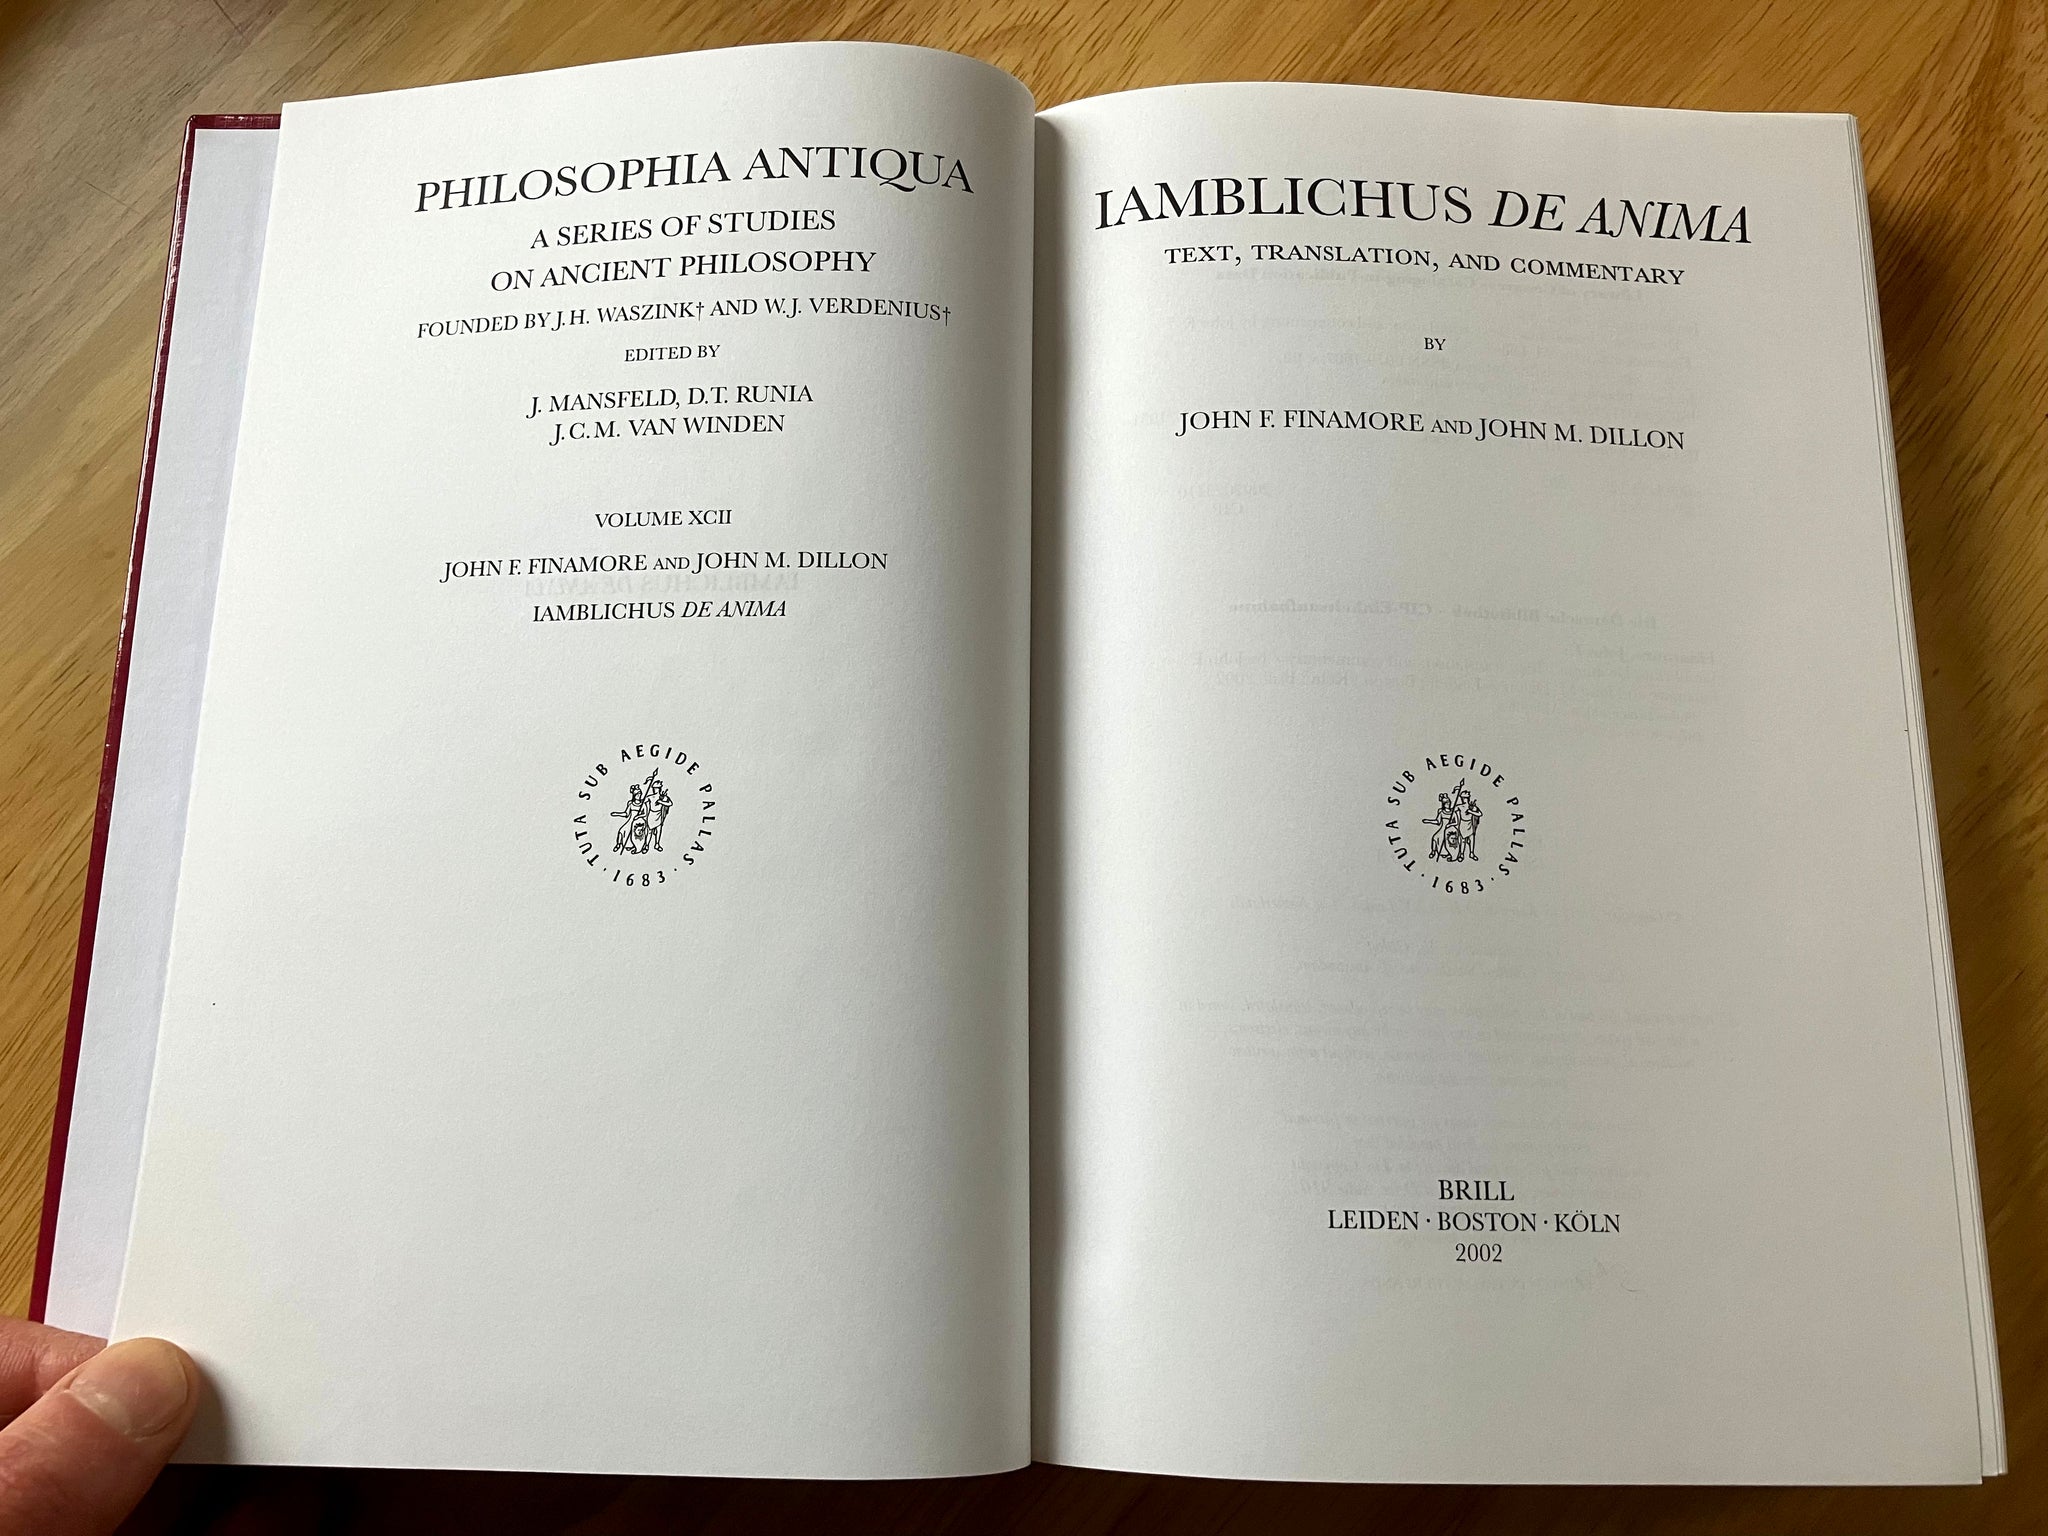 PHILOSOPHIA ANTIQUA
A SERIES OF STUDIES
ON ANCIENT PHILOSOPHY
FOUNDED BY J.H. WASZINK† AND W.J. VERDENIUS†
EDITED BY
J. MANSFELD, D.T. RUNIA
J.C.M. VAN WINDEN
VOLUME XCII
JOHN F. FINAMORE AND JOHN M. DILLON
IAMBLICHUS DE ANIMA
TUTA SUB AEGIDE PALLAS
· 1683 ·
IAMBLICHUS DE ANIMA
TEXT, TRANSLATION, AND COMMENTARY
BY
JOHN F. FINAMORE AND JOHN M. DILLON
TUTA SUB AEGIDE PALLAS
· 1683 ·
BRILL
LEIDEN · BOSTON · KÖLN
2002